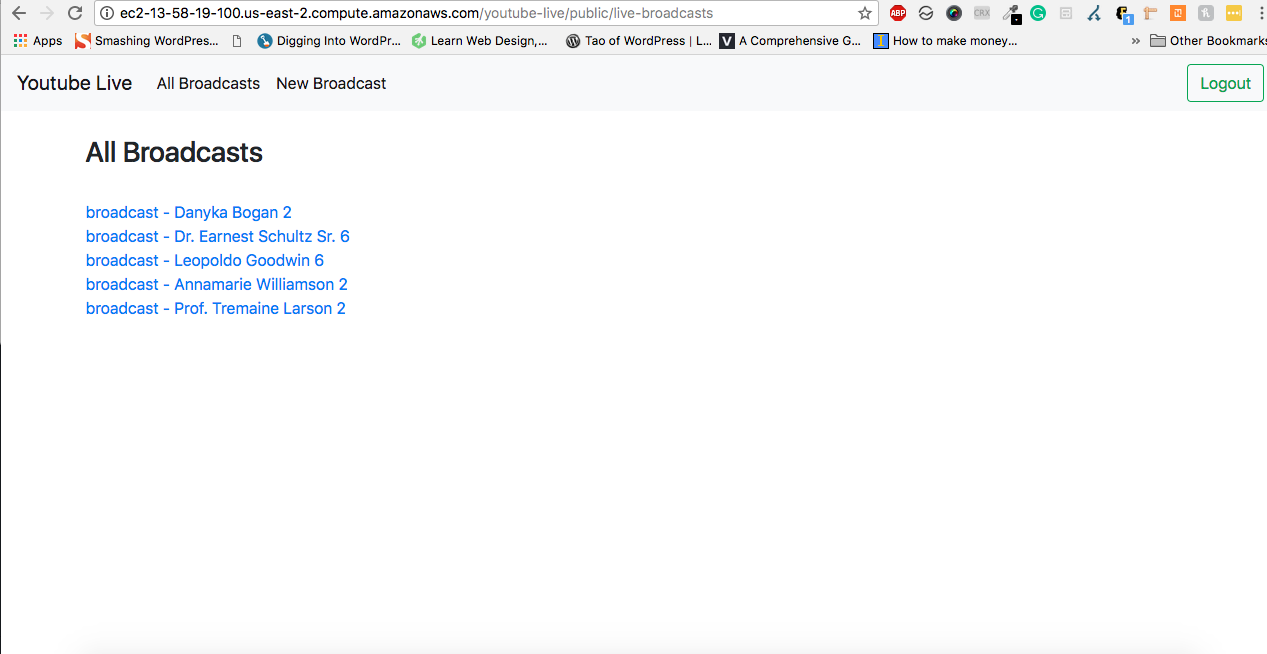 ec2-13-58-19-100.us-east-2.compute.amazonaws.com/youtube-live/public/live-broadcasts ABP CRX 1
Apps Smashing WordPres... Digging Into WordPr... Learn Web Design,... Tao of WordPress | L... V A Comprehensive G... How to make money... » Other Bookmarks
Youtube Live All Broadcasts New Broadcast Logout
All Broadcasts
broadcast - Danyka Bogan 2
broadcast - Dr. Earnest Schultz Sr. 6
broadcast - Leopoldo Goodwin 6
broadcast - Annamarie Williamson 2
broadcast - Prof. Tremaine Larson 2